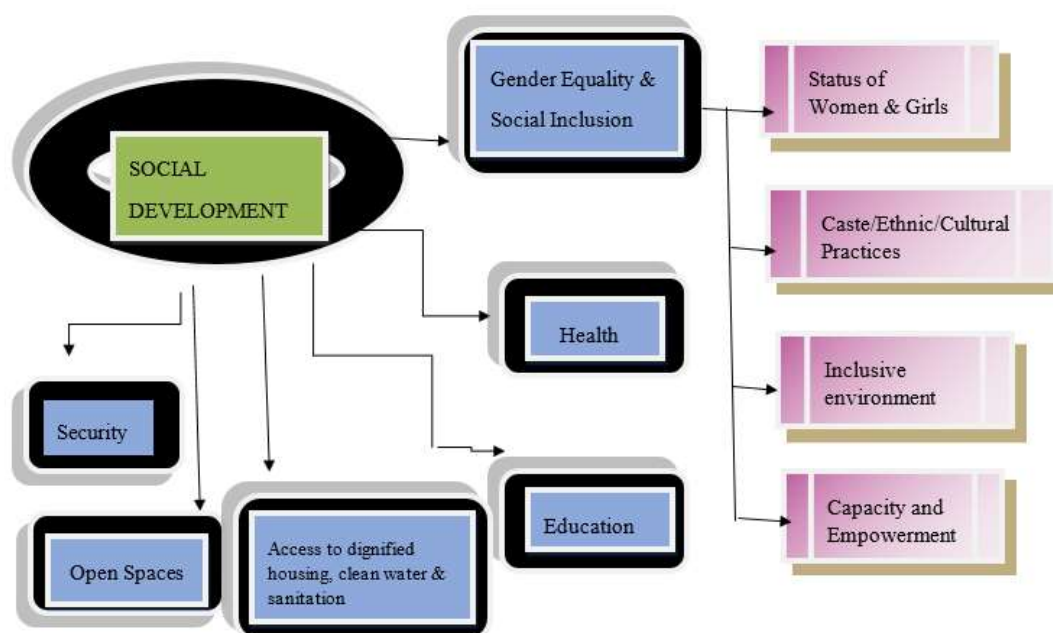 SOCIAL
DEVELOPMENT
Gender Equality &
Social Inclusion
Status of
Women & Girls
Caste/Ethnic/Cultural
Practices
Inclusive
environment
Capacity and
Empowerment
Health
Education
Security
Open Spaces
Access to dignified
housing, clean water &
sanitation